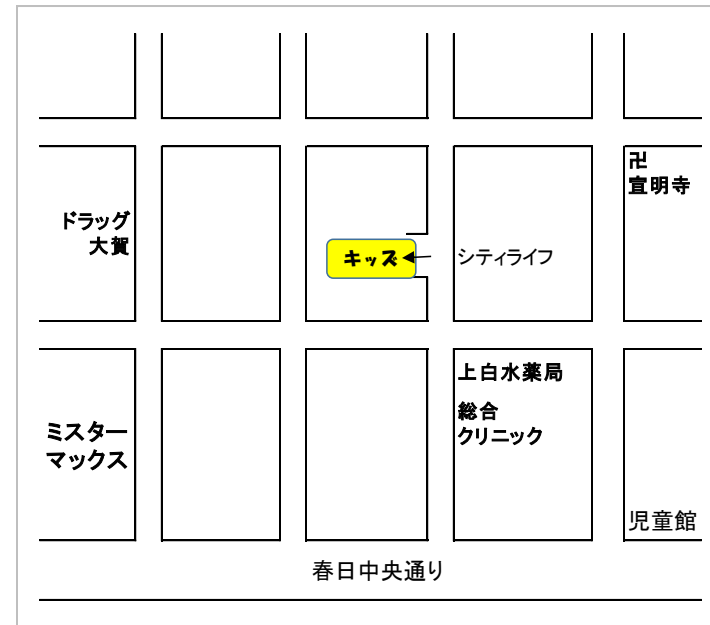 卍
宣明寺
ドラッグ
大賀
キッズ
シティライフ
上白水薬局
総合
クリニック
ミスター
マックス
児童館
春日中央通り